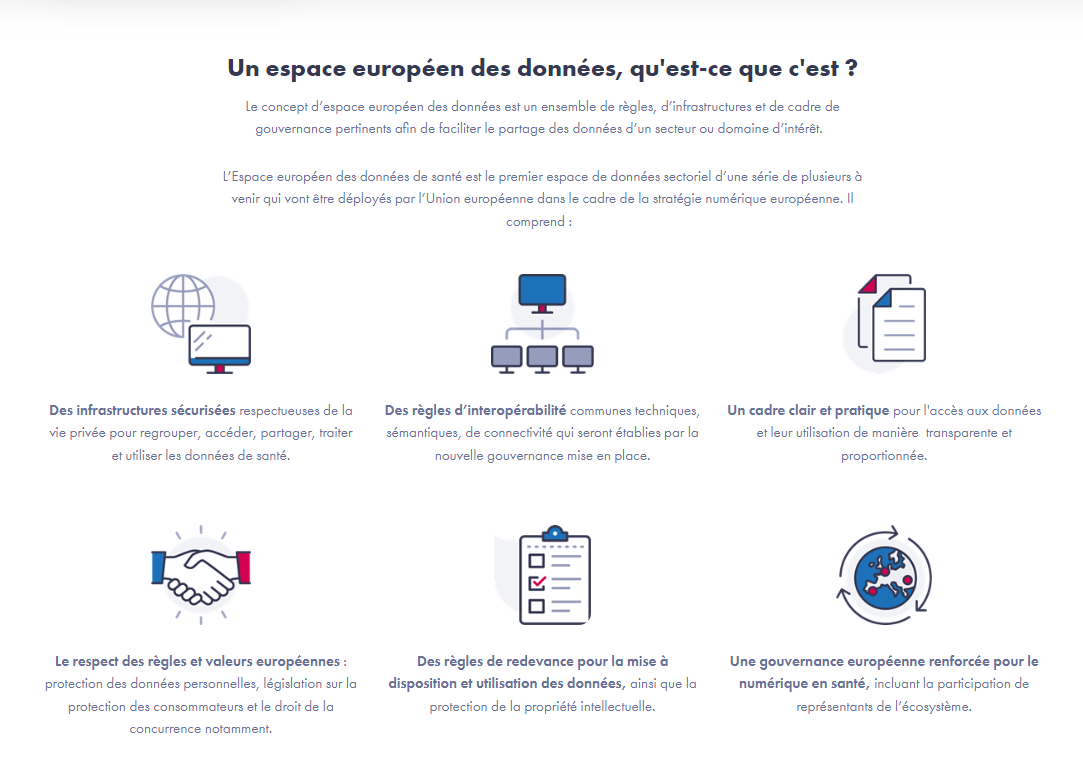 Un espace européen des données, qu'est-ce que c'est ?
Le concept d’espace européen des données est un ensemble de règles, d’infrastructures et de cadre de
gouvernance pertinents afin de faciliter le partage des données d’un secteur ou domaine d’intérêt.
L’Espace européen des données de santé est le premier espace de données sectoriel d’une série de plusieurs à
venir qui vont être déployés par l’Union européenne dans le cadre de la stratégie numérique européenne. Il
comprend :
Des infrastructures sécurisées respectueuses de la
vie privée pour regrouper, accéder, partager, traiter
et utiliser les données de santé.
Des règles d’interopérabilité communes techniques,
sémantiques, de connectivité qui seront établies par la
nouvelle gouvernance mise en place.
Un cadre clair et pratique pour l'accès aux données
et leur utilisation de manière transparente et
proportionnée.
Le respect des règles et valeurs européennes :
protection des données personnelles, législation sur la
protection des consommateurs et le droit de la
concurrence notamment.
Des règles de redevance pour la mise à
disposition et utilisation des données, ainsi que la
protection de la propriété intellectuelle.
Une gouvernance européenne renforcée pour le
numérique en santé, incluant la participation de
représentants de l’écosystème.